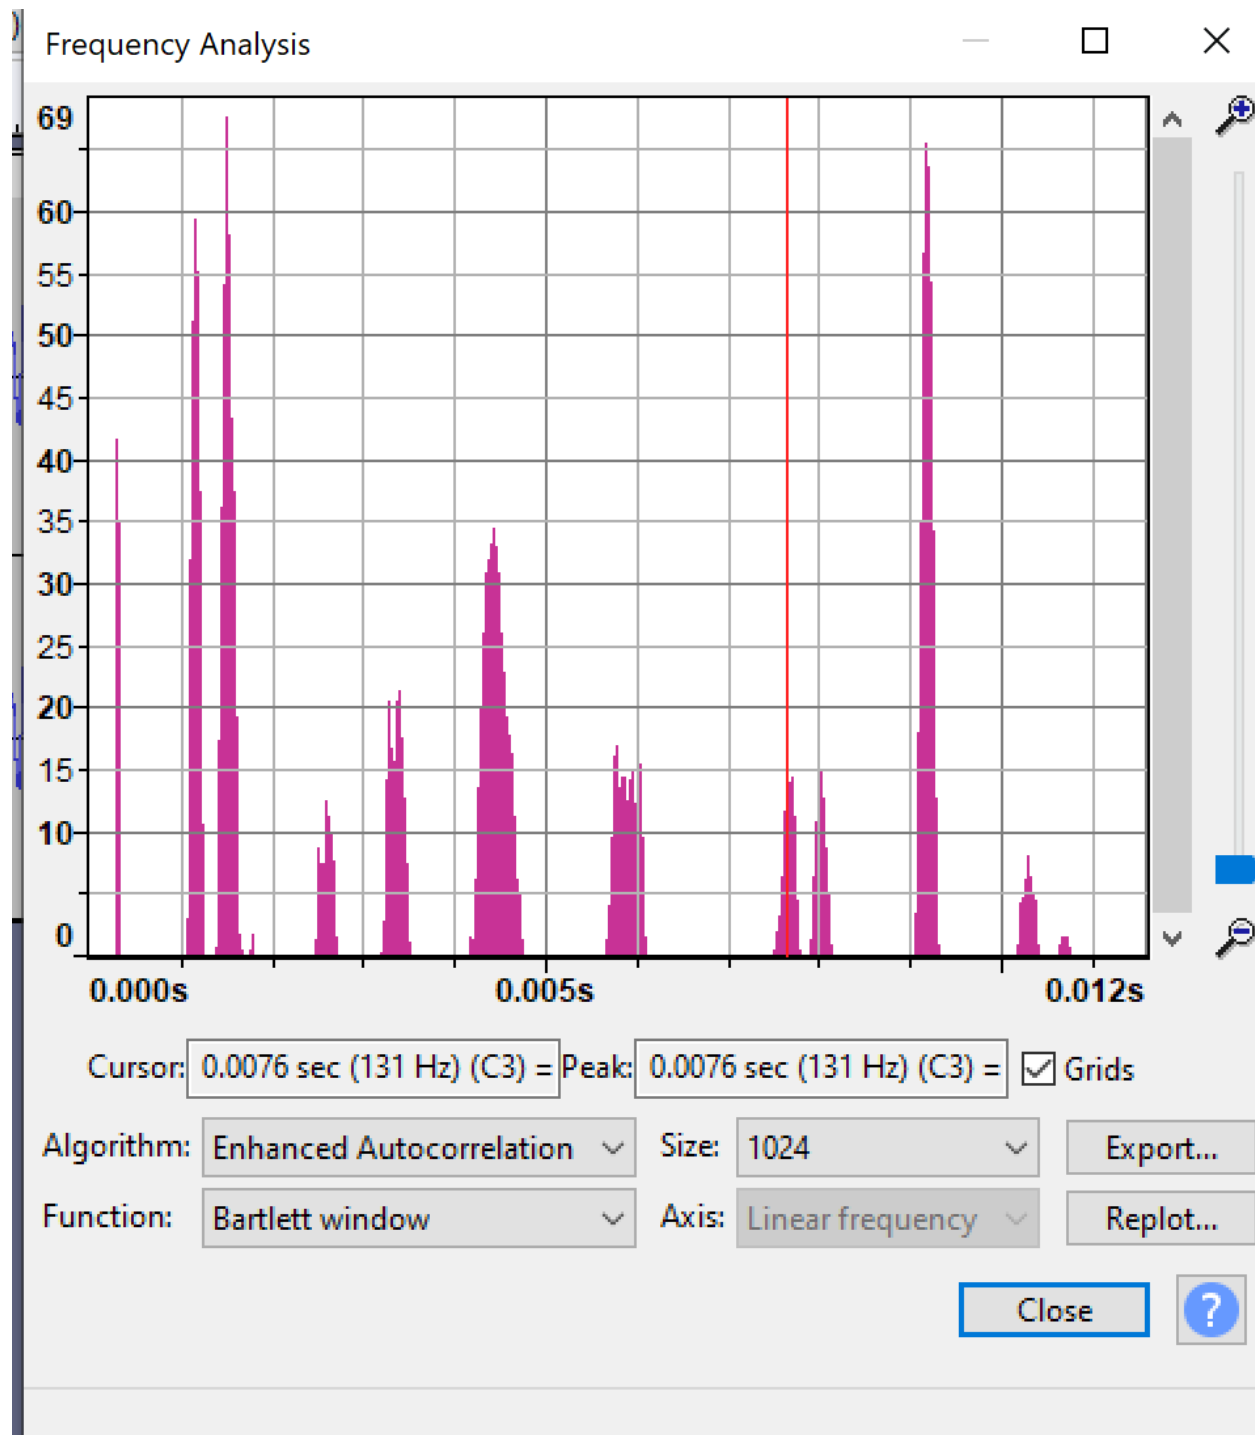 Frequency Analysis
69
60
55
50
45
40
35
30
25
20
15
10
0
0.000s 0.005s 0.012s
Cursor: 0.0076 sec (131 Hz) (C3) = Peak: 0.0076 sec (131 Hz) (C3) = Grids
Algorithm: Enhanced Autocorrelation Size: 1024 Export...
Function: Bartlett window Axis: Linear frequency Replot...
Close ?